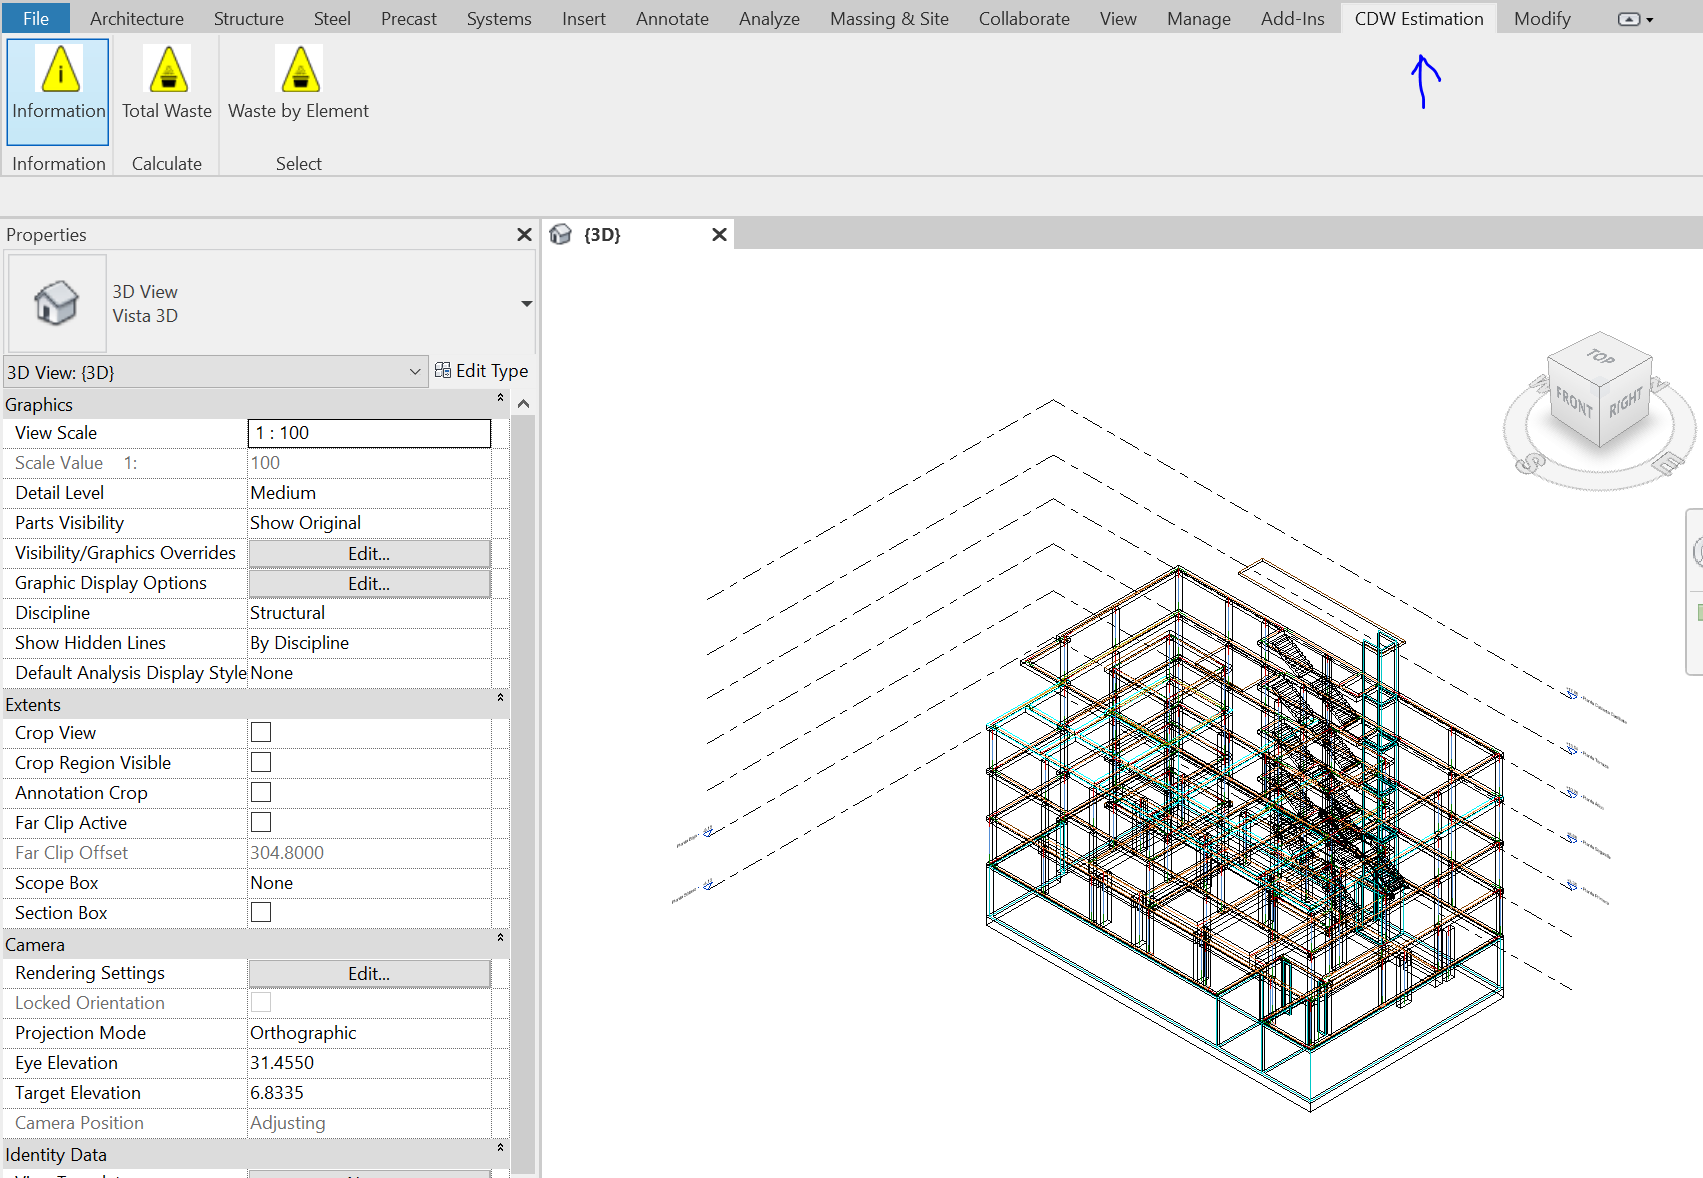 File Architecture Structure Steel Precast Systems Insert Annotate Analyze Massing & Site Collaborate View Manage Add-Ins CDW Estimation Modify
Information Total Waste Waste by Element
Information Calculate Select
Properties
{3D}
3D View
Vista 3D
3D View: {3D} Edit Type
Graphics
View Scale 1 : 100
Scale Value 1: 100
Detail Level Medium
Parts Visibility Show Original
Visibility/Graphics Overrides Edit...
Graphic Display Options Edit...
Discipline Structural
Show Hidden Lines By Discipline
Default Analysis Display Style None
Extents
Crop View
Crop Region Visible
Annotation Crop
Far Clip Active
Far Clip Offset 304.8000
Scope Box None
Section Box
Camera
Rendering Settings Edit...
Locked Orientation
Projection Mode Orthographic
Eye Elevation 31.4550
Target Elevation 6.8335
Camera Position Adjusting
Identity Data
TOP
FRONT RIGHT
W N
S E